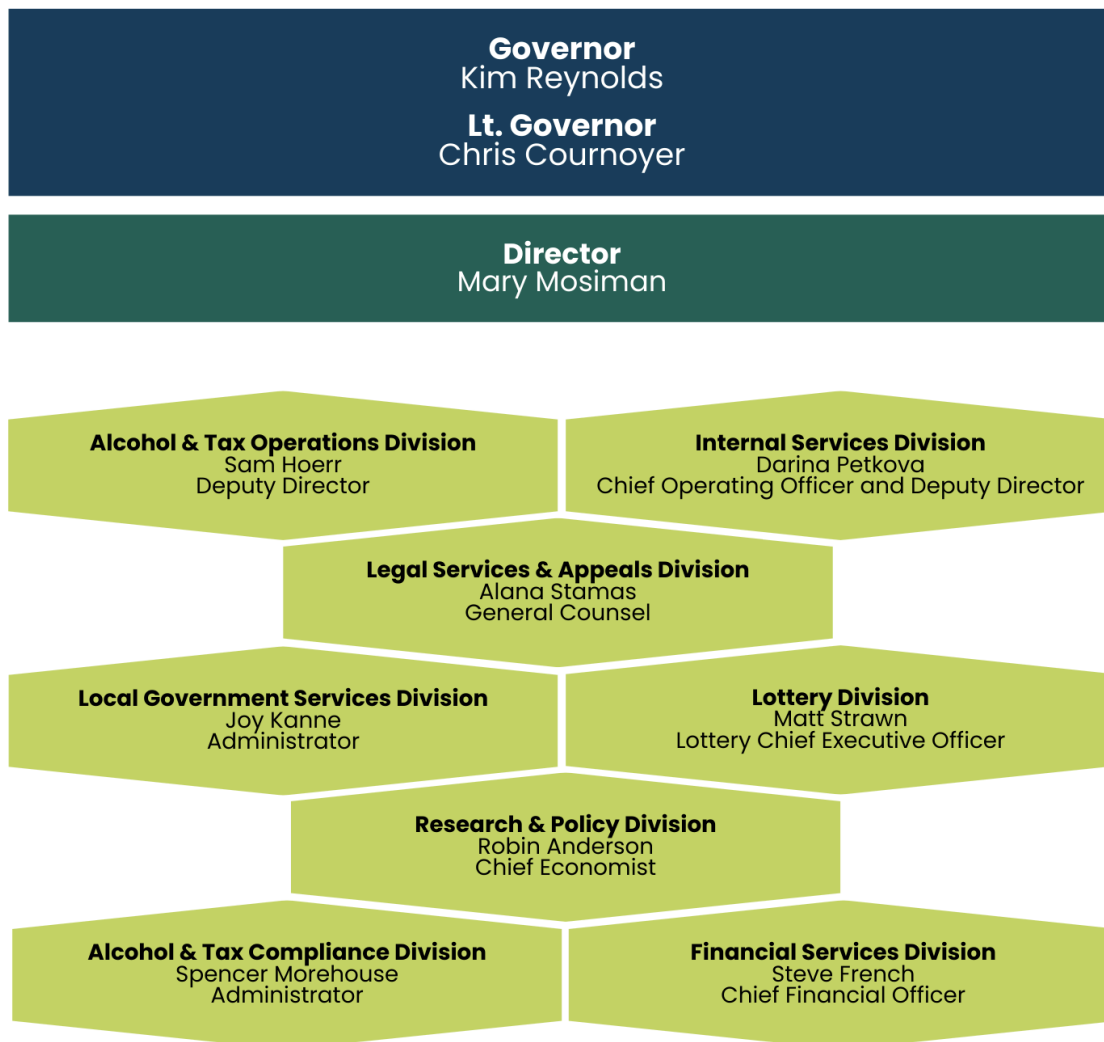 Governor
Kim Reynolds
Lt. Governor
Chris Cournoyer
Director
Mary Mosiman
Alcohol & Tax Operations Division
Sam Hoerr
Deputy Director
Internal Services Division
Darina Petkova
Chief Operating Officer and Deputy Director
Legal Services & Appeals Division
Alana Stamas
General Counsel
Local Government Services Division
Joy Kanne
Administrator
Lottery Division
Matt Strawn
Lottery Chief Executive Officer
Research & Policy Division
Robin Anderson
Chief Economist
Alcohol & Tax Compliance Division
Spencer Morehouse
Administrator
Financial Services Division
Steve French
Chief Financial Officer